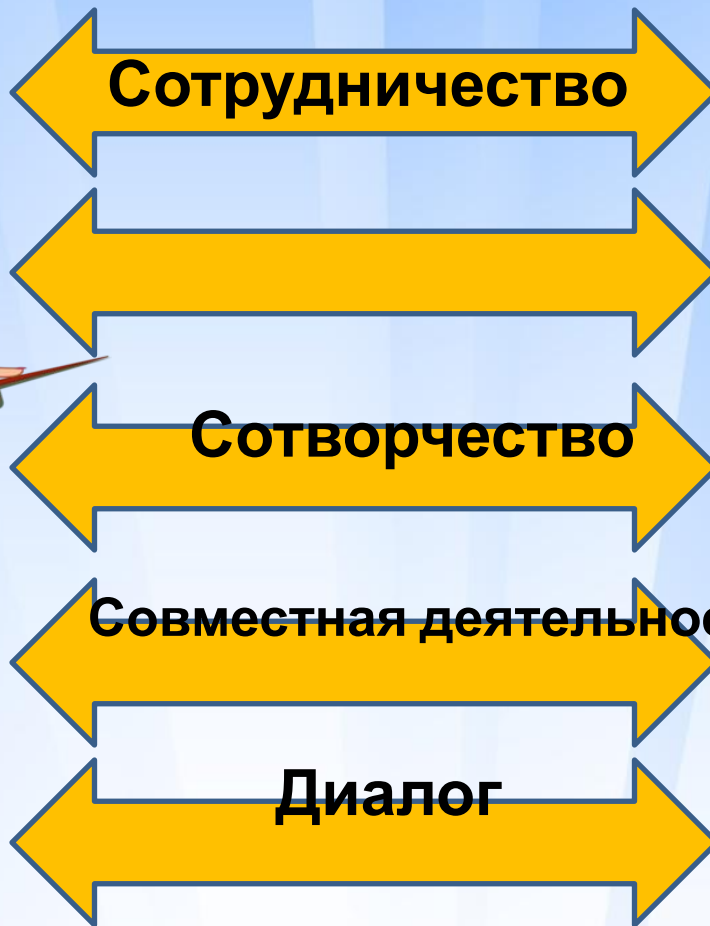 Сотрудничество
Сотворчество
Совместная деятельнос
Диалог